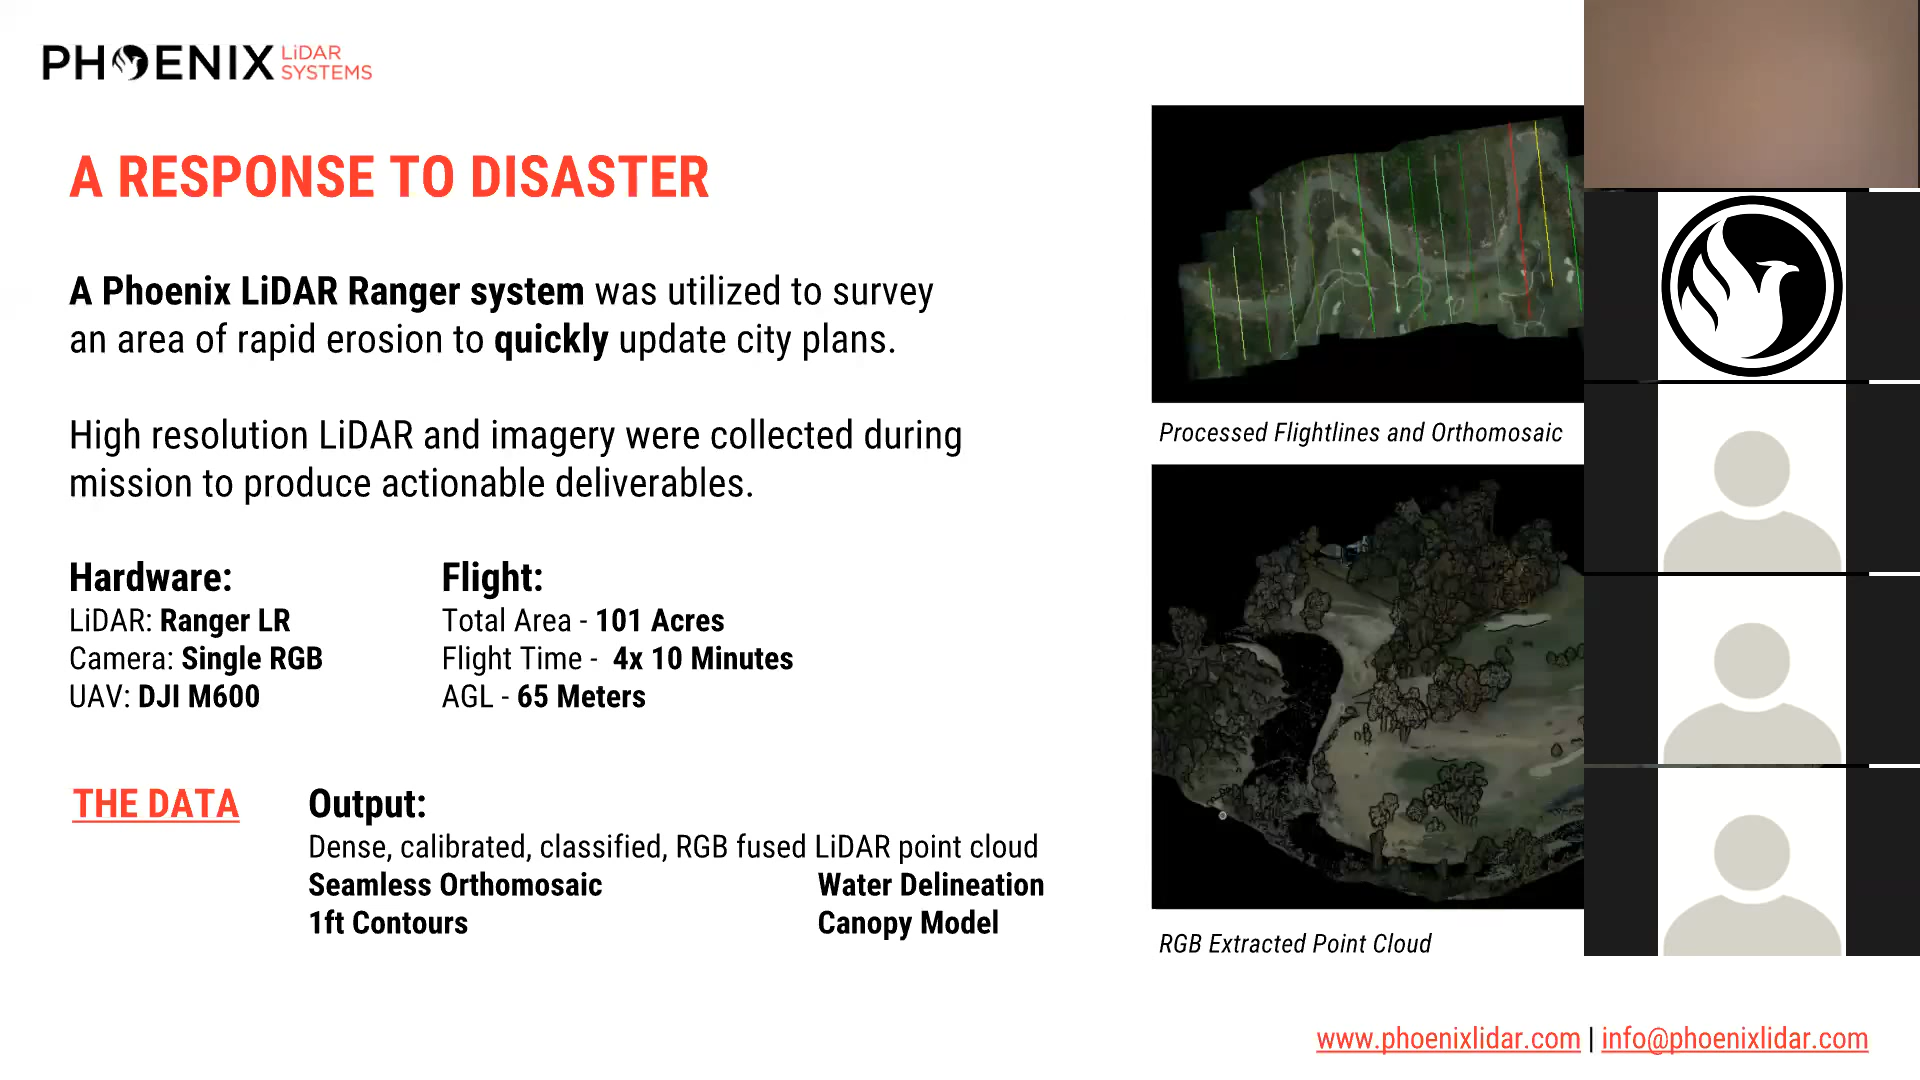 PHOENIX LiDAR SYSTEMS
A RESPONSE TO DISASTER
A Phoenix LiDAR Ranger system was utilized to survey
an area of rapid erosion to quickly update city plans.
High resolution LiDAR and imagery were collected during
mission to produce actionable deliverables.
Hardware:
LiDAR: Ranger LR
Camera: Single RGB
UAV: DJI M600
Flight:
Total Area - 101 Acres
Flight Time - 4x 10 Minutes
AGL - 65 Meters
THE DATA
Output:
Dense, calibrated, classified, RGB fused LiDAR point cloud
Seamless Orthomosaic
Water Delineation
1ft Contours
Canopy Model
Processed Flightlines and Orthomosaic
RGB Extracted Point Cloud
www.phoenixlidar.com | info@phoenixlidar.com